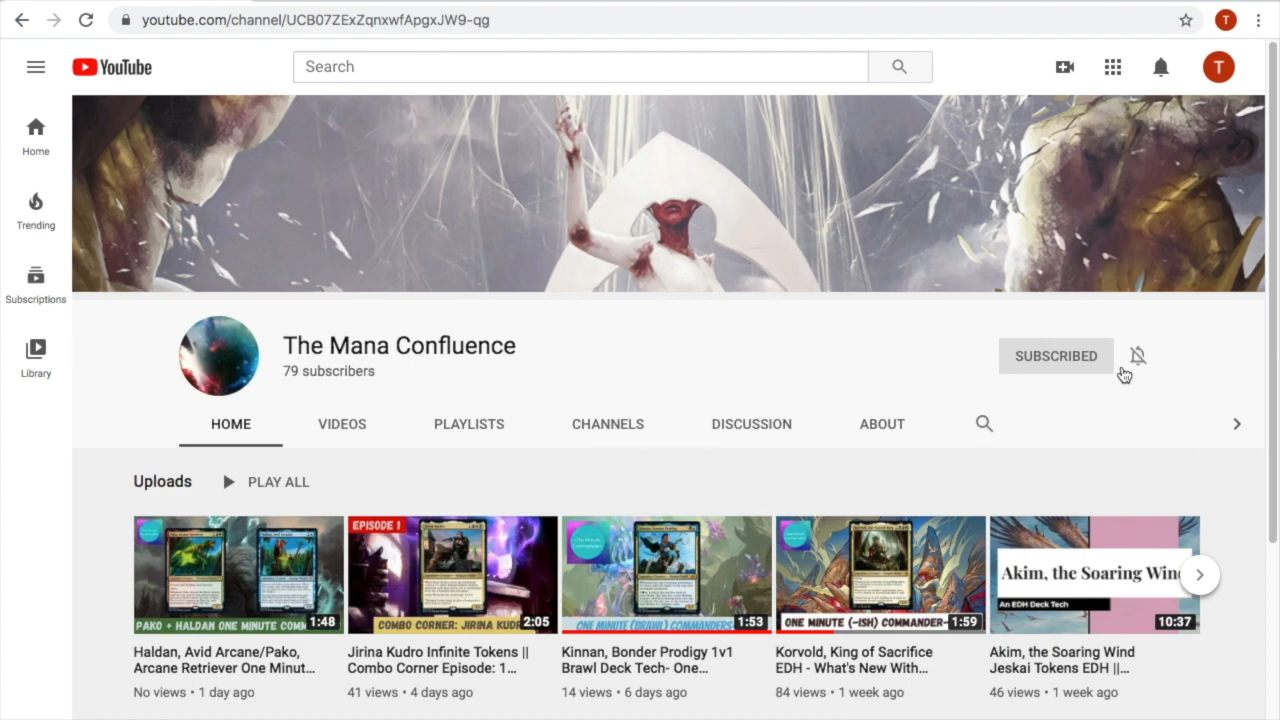 youtube.com/channel/UCB07ZExZqnxwfApgxJW9-qg
T
YouTube
Search
T
Home
Trending
Subscriptions
Library
The Mana Confluence
79 subscribers
SUBSCRIBED
HOME VIDEOS PLAYLISTS CHANNELS DISCUSSION ABOUT
Uploads PLAY ALL
PAKO + HALDAN ONE MINUTE COMM
1:48
EPISODE 1
COMBO CORNER: JIRINA KUDR
2:05
One Minute
Commanders
ONE MINUTE (BRAWL) COMMANDERS-
1:53
ONE MINUTE (~ISH) COMMANDER-
1:59
Akim, the Soaring Wind
An EDH Deck Tech
10:37
Haldan, Avid Arcane/Pako,
Arcane Retriever One Minut...
No views • 1 day ago
Jirina Kudro Infinite Tokens ||
Combo Corner Episode: 1...
41 views • 4 days ago
Kinnan, Bonder Prodigy 1v1
Brawl Deck Tech- One...
14 views • 6 days ago
Korvold, King of Sacrifice
EDH - What's New With...
84 views • 1 week ago
Akim, the Soaring Wind
Jeskai Tokens EDH ||...
46 views • 1 week ago